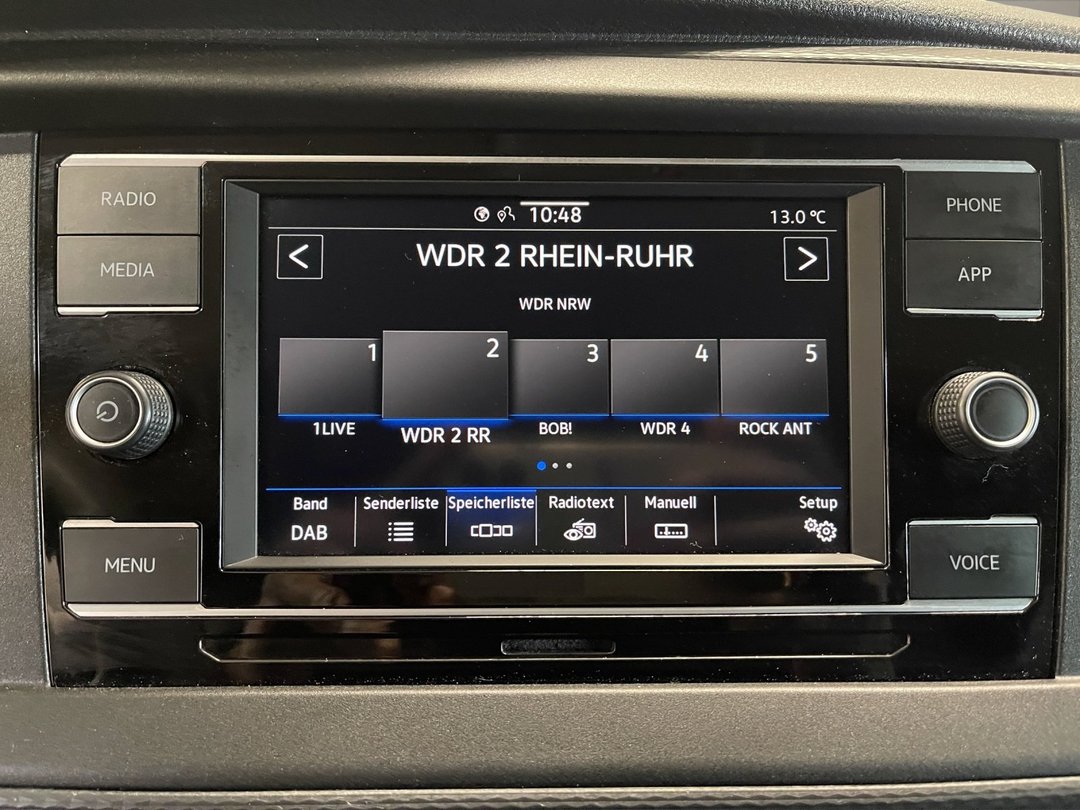 RADIO
MEDIA
MENU
PHONE
APP
VOICE
10:48
13.0 °C
<
WDR 2 RHEIN-RUHR
>
WDR NRW
1
2
3
4
5
1LIVE
WDR 2 RR
BOB!
WDR 4
ROCK ANT
Band
DAB
Senderliste
Speicherliste
Radiotext
Manuell
Setup